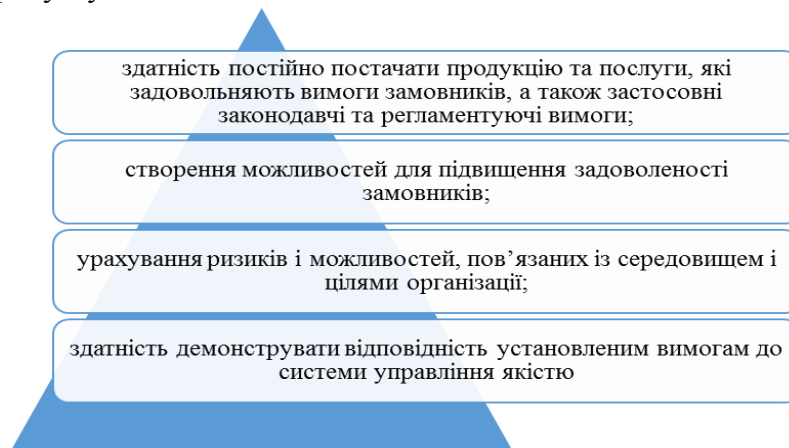 здатність постійно постачати продукцію та послуги, які
задовольняють вимоги замовників, а також застосовні
законодавчі та регламентуючі вимоги;
створення можливостей для підвищення задоволеності
замовників;
урахування ризиків і можливостей, пов’язаних із середовищем і
цілями організації;
здатність демонструвати відповідність установленим вимогам до
системи управління якістю